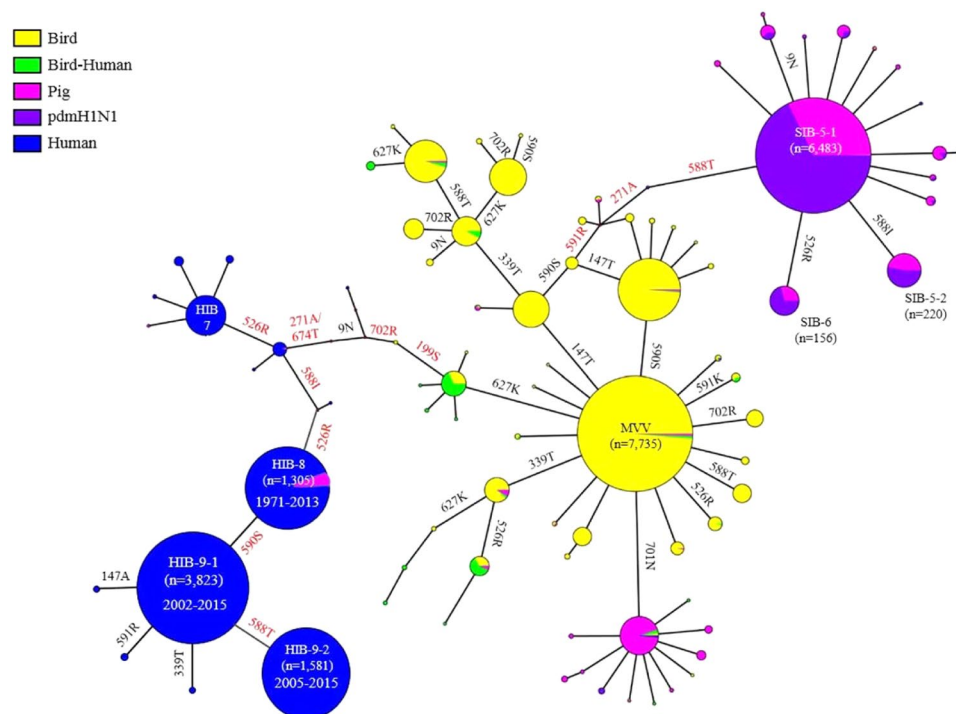 Bird
Bird-Human
Pig
pdmH1N1
Human
9N
SIB-5-1
(n=6,483)
588T
271A
591R
702R
590S
627K
588T
627K
702R
9N
339T
590S
147T
526R
588I
SIB-5-2
(n=220)
SIB-6
(n=156)
HIB
7
526R
271A/
674T
9N
702R
199S
147T
590S
588I
627K
591K
MVV
(n=7,735)
702R
526R
339T
588T
HIB-8
(n=1,305)
1971-2013
627K
526R
526R
590S
701N
HIB-9-1
(n=3,823)
2002-2015
147A
591R
339T
588T
HIB-9-2
(n=1,581)
2005-2015